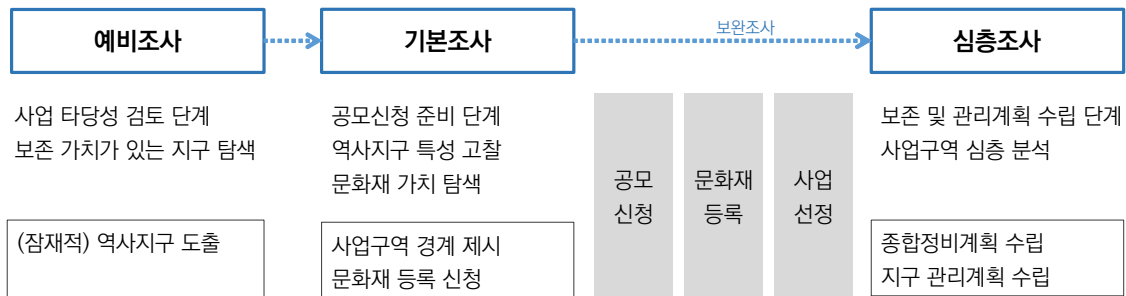 예비조사
기본조사
보완조사
심층조사
사업 타당성 검토 단계
보존 가치가 있는 지구 탐색
(잠재적) 역사지구 도출
공모신청 준비 단계
역사지구 특성 고찰
문화재 가치 탐색
사업구역 경계 제시
문화재 등록 신청
공모
신청
문화재
등록
사업
선정
보존 및 관리계획 수립 단계
사업구역 심층 분석
종합정비계획 수립
지구 관리계획 수립